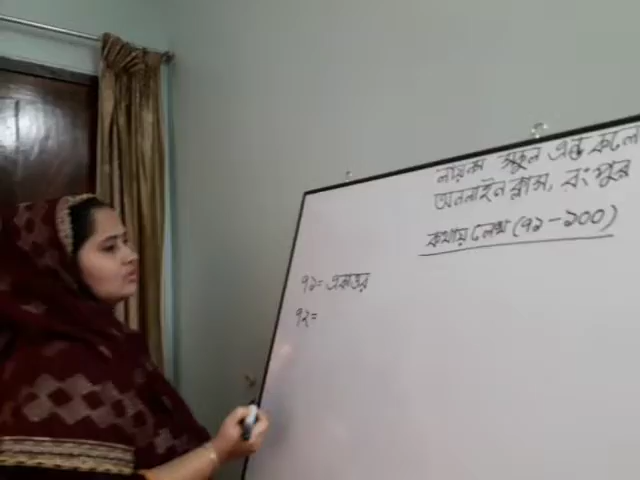 লায়ন্স স্কুল এন্ড কলে
অনলাইন ক্লাস, রংপুর
কথায় লেখ (৭১-১০০)
৭১= একাত্তর
৭২=